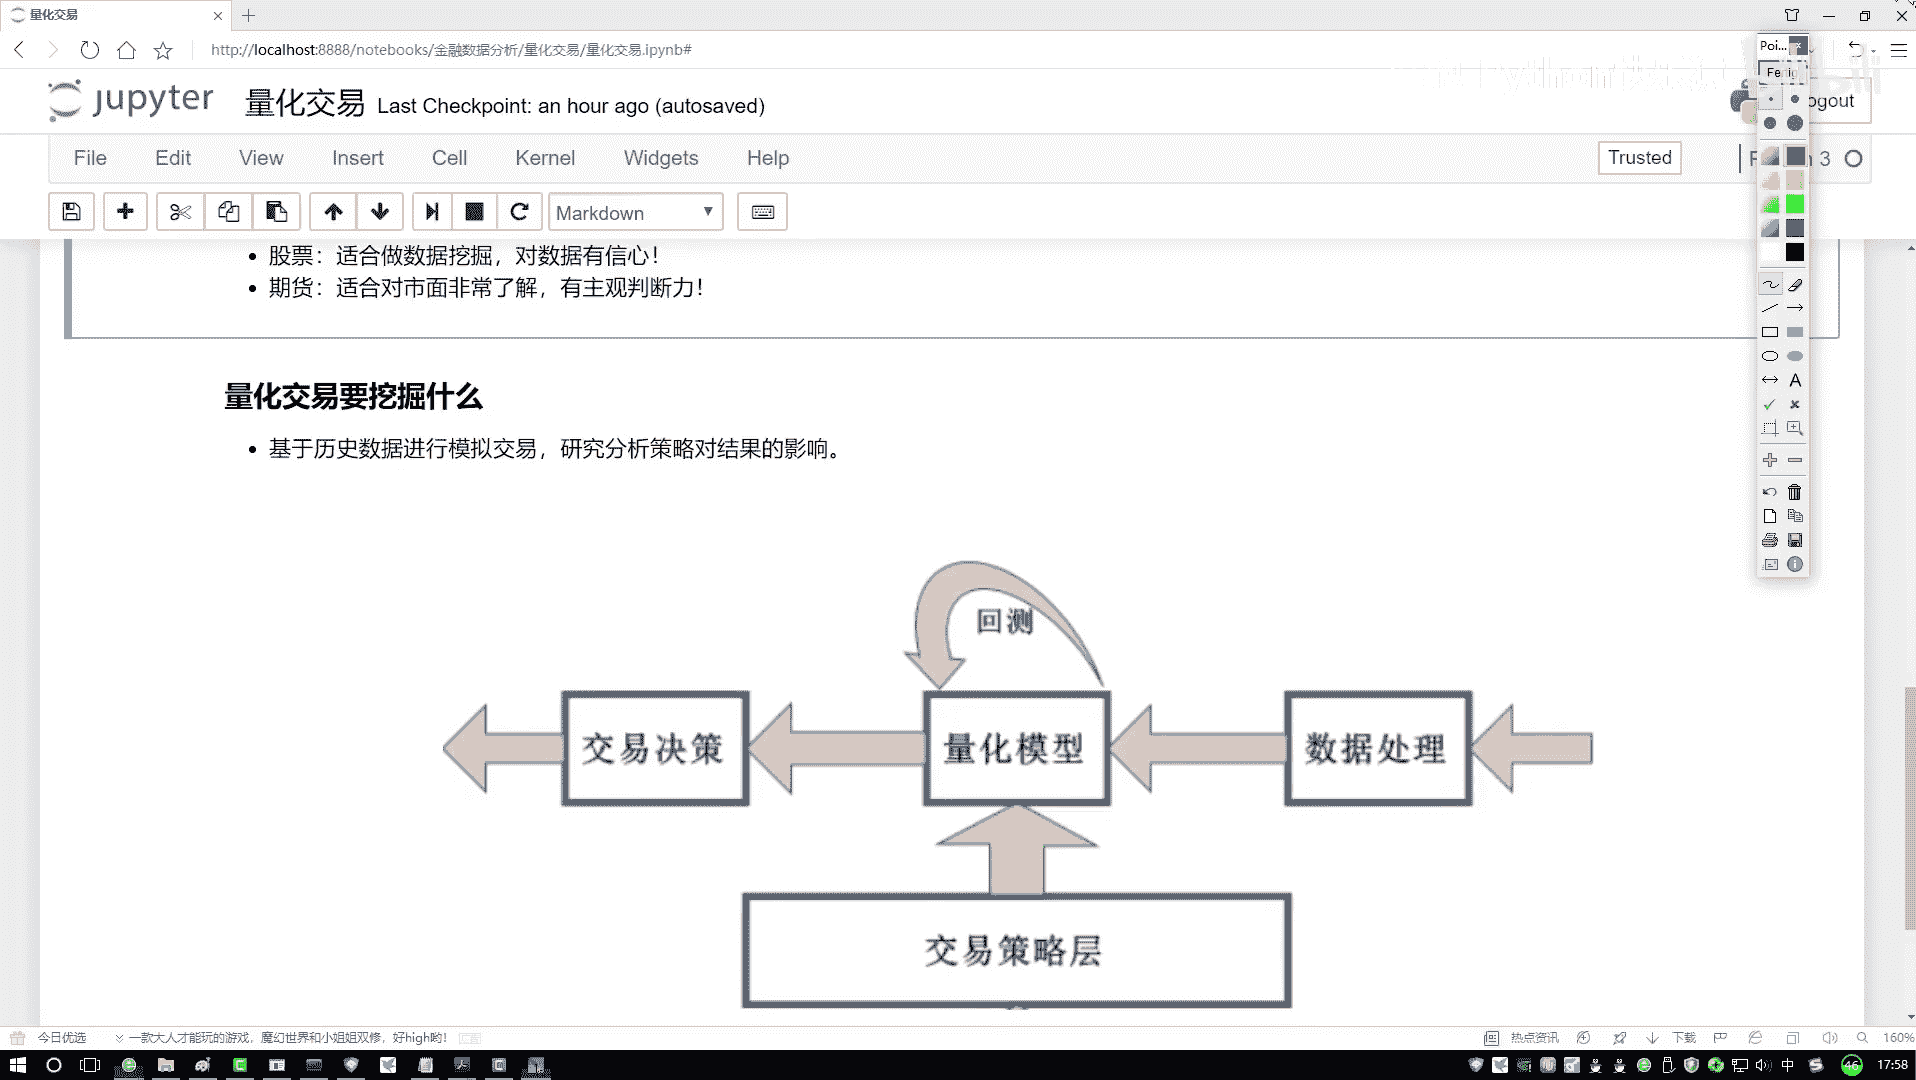 量化交易
http://localhost:8888/notebooks/金融数据分析/量化交易/量化交易.ipynb#
Poi...
jupyter 量化交易 Last Checkpoint: an hour ago (autosaved)
ogout
File Edit View Insert Cell Kernel Widgets Help
Trusted
3
Markdown
股票：适合做数据挖掘，对数据有信心！
期货：适合对市面非常了解，有主观判断力！
量化交易要挖掘什么
基于历史数据进行模拟交易，研究分析策略对结果的影响。
回测
交易决策 量化模型 数据处理
交易策略层
今日优选 一款大人才能玩的游戏，魔幻世界和小姐姐双修，好high哟！
热点资讯 下载 160%
中 46 17:58